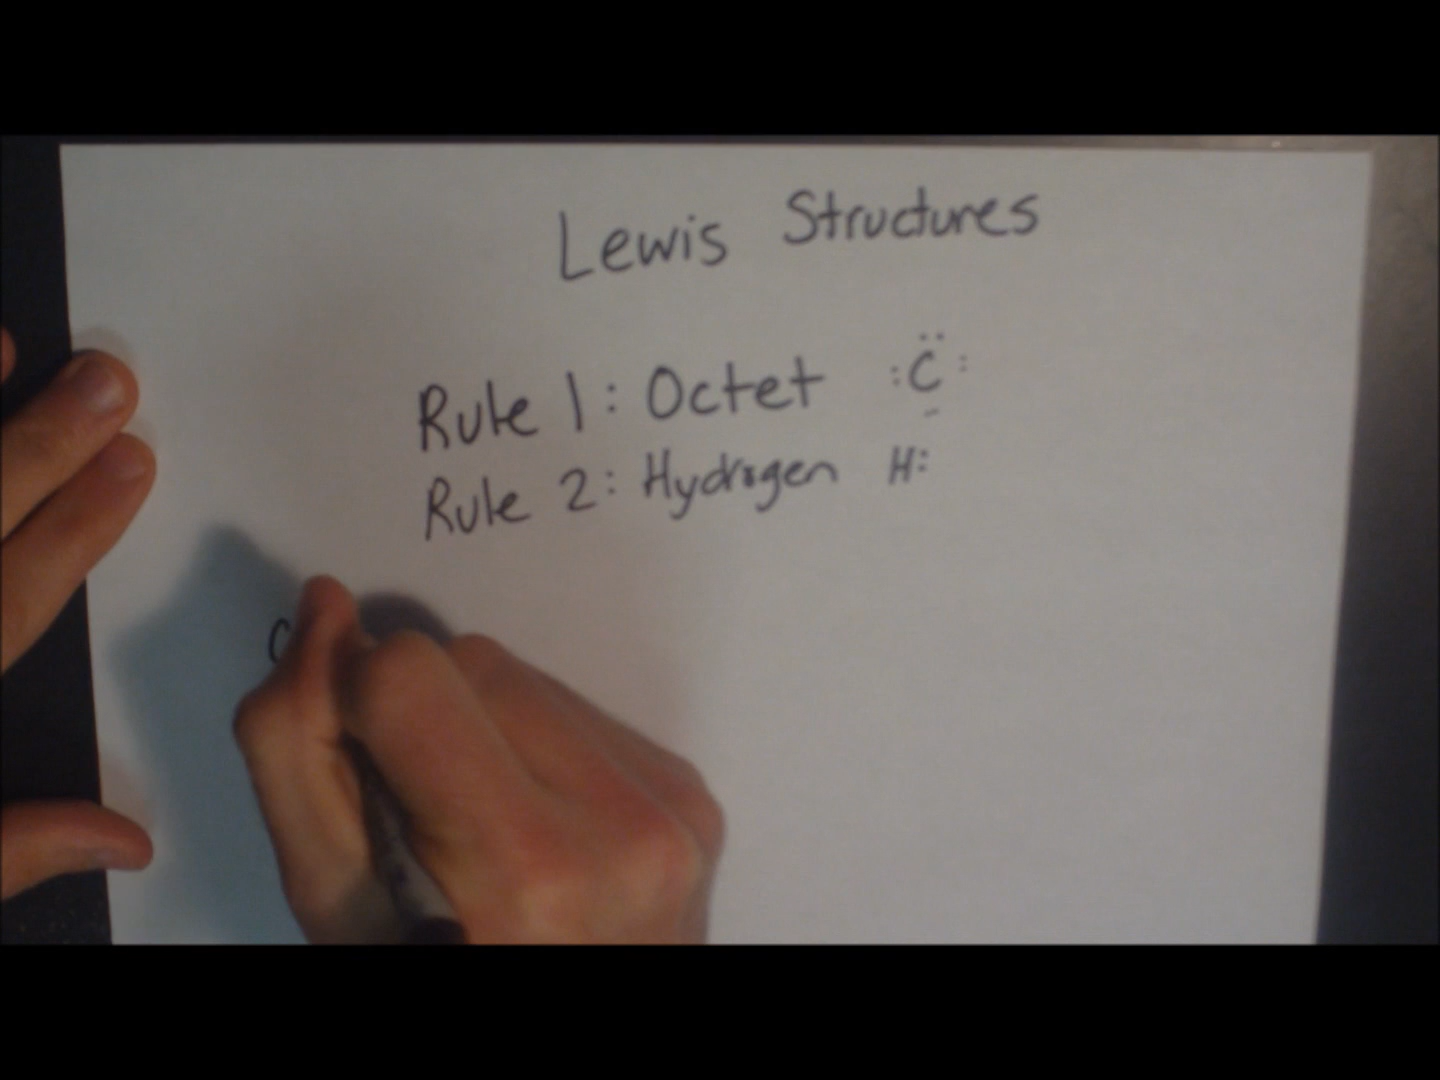 Lewis Structures
Rule 1: Octet :C̈:
Rule 2: Hydrogen H:
C